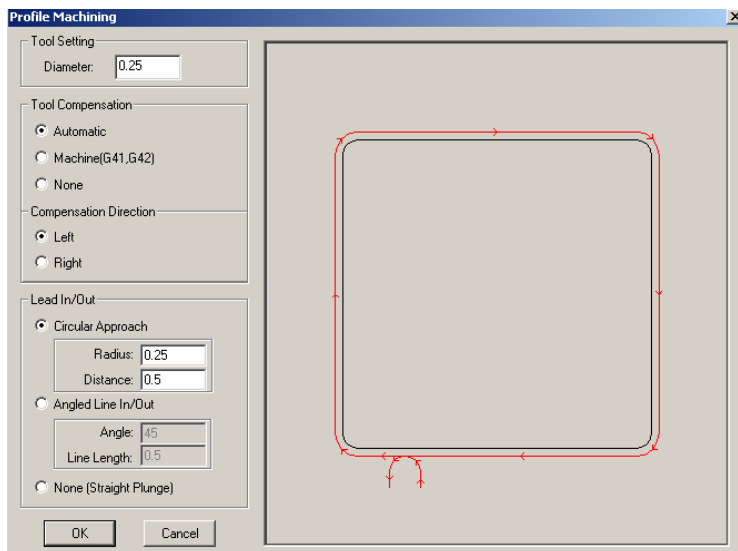 Profile Machining
Tool Setting
Diameter: 0.25
Tool Compensation
Automatic
Machine(G41,G42)
None
Compensation Direction
Left
Right
Lead In/Out
Circular Approach
Radius: 0.25
Distance: 0.5
Angled Line In/Out
Angle: 45
Line Length: 0.5
None (Straight Plunge)
OK Cancel